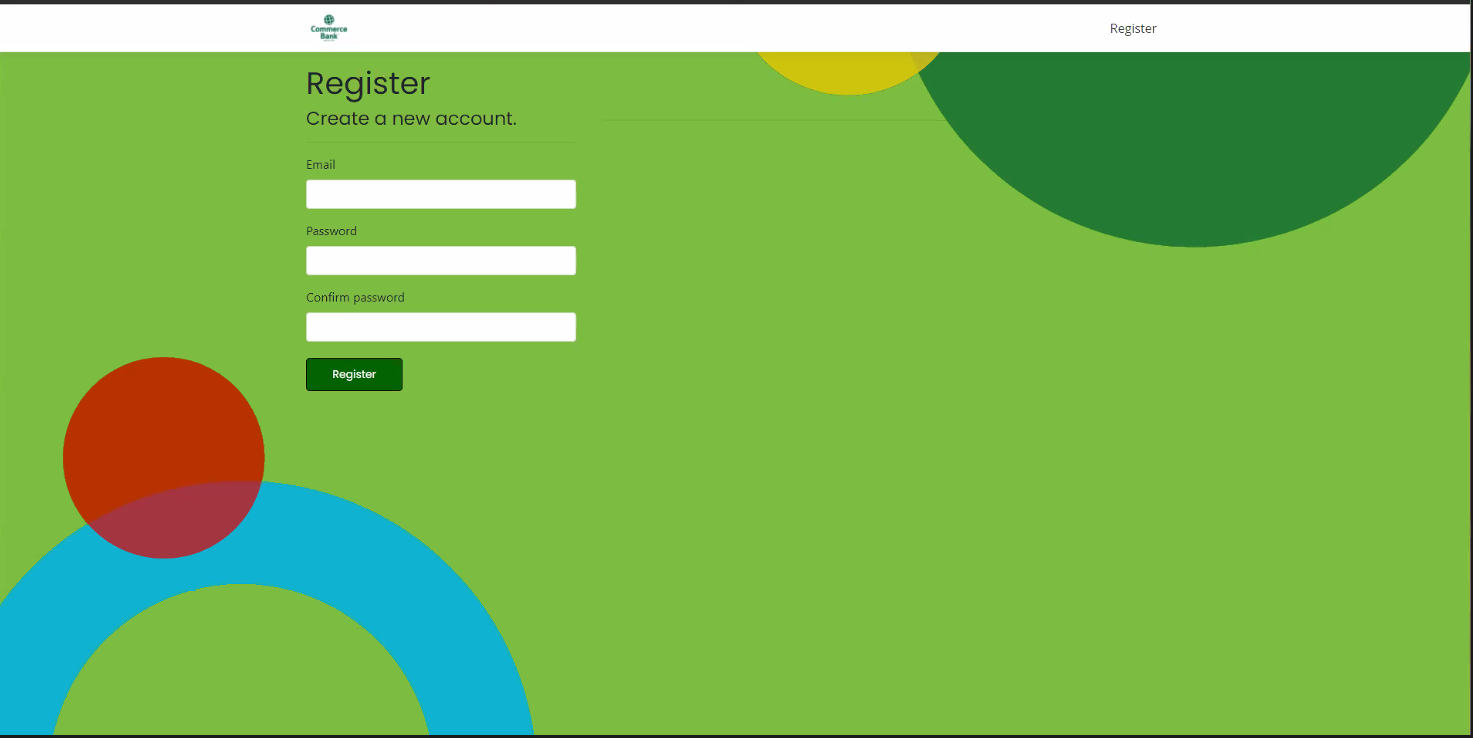 Commerce
Bank
Register
Register
Create a new account.
Email
Password
Confirm password
Register